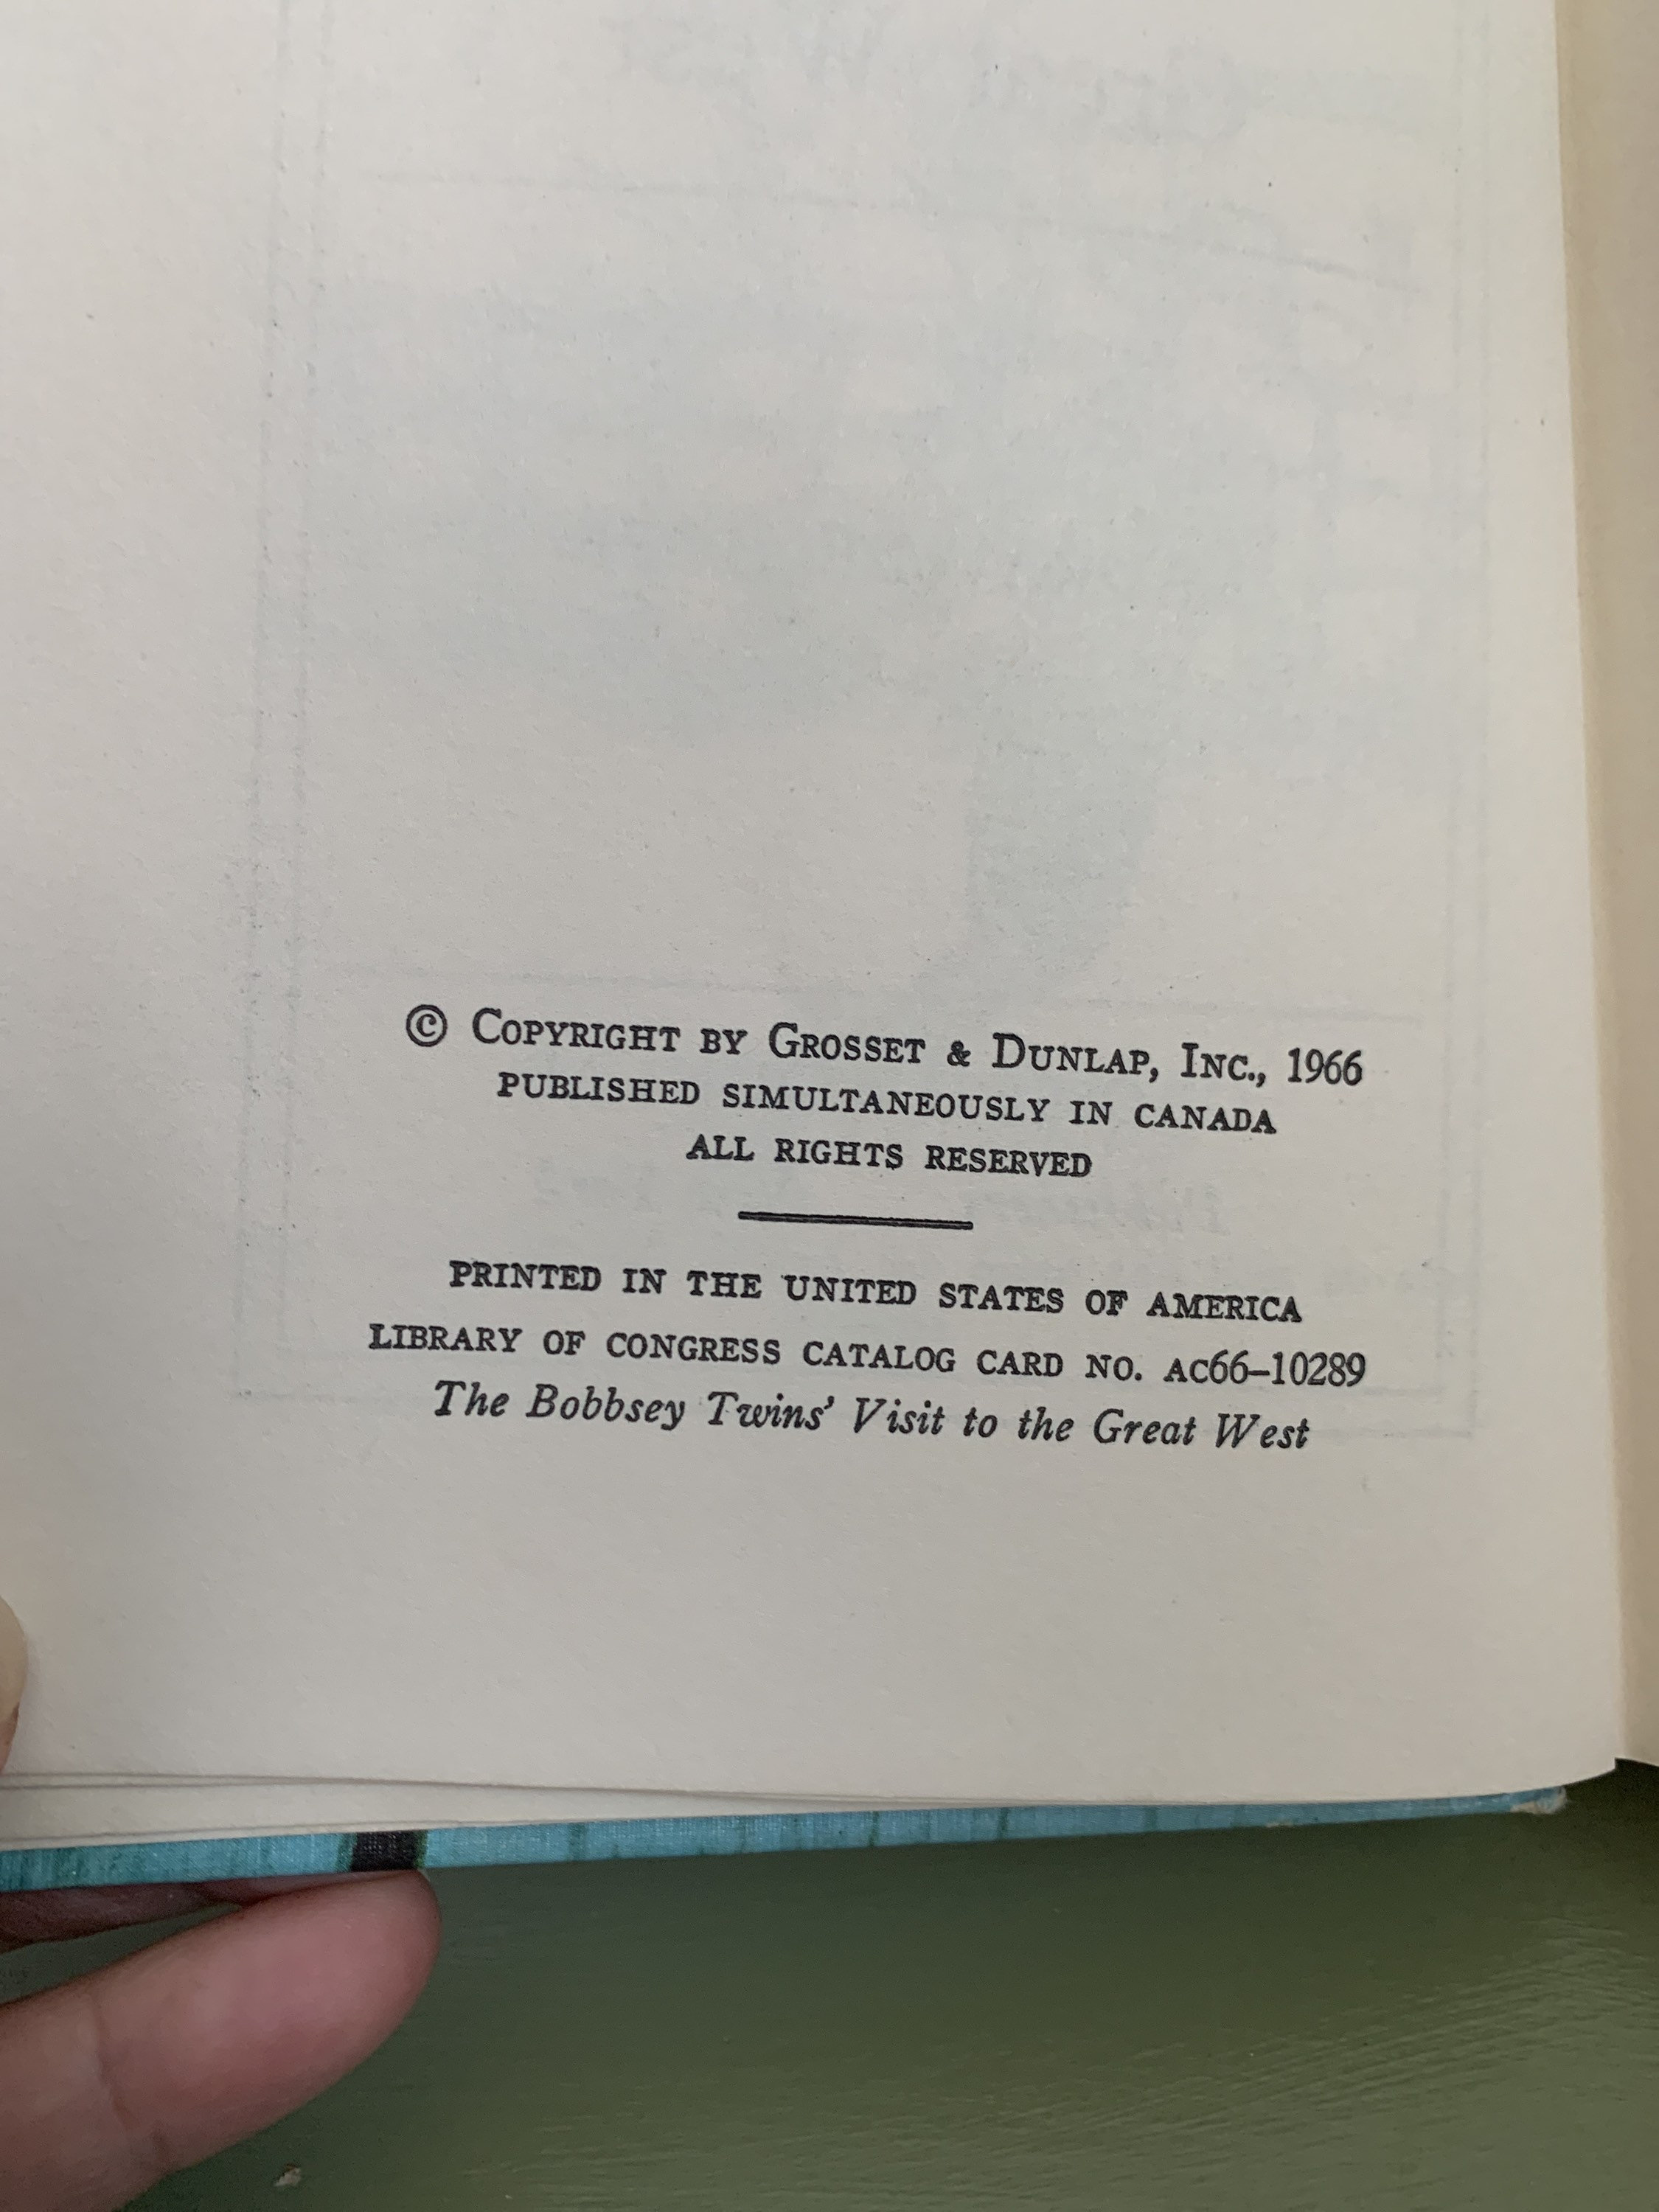 © Copyright by Grosset & Dunlap, Inc., 1966
PUBLISHED SIMULTANEOUSLY IN CANADA
ALL RIGHTS RESERVED
PRINTED IN THE UNITED STATES OF AMERICA
LIBRARY OF CONGRESS CATALOG CARD NO. AC66–10289
The Bobbsey Twins' Visit to the Great West